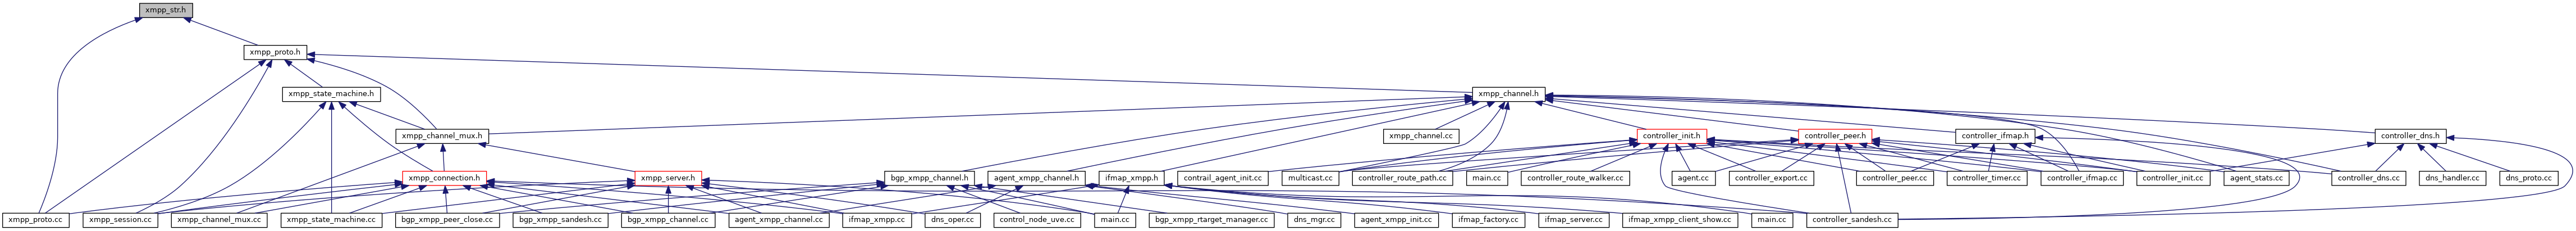 xmpp_str.h
xmpp_proto.h
xmpp_state_machine.h
xmpp_channel.h
xmpp_channel_mux.h
xmpp_channel.cc
controller_init.h
controller_peer.h
controller_ifmap.h
controller_dns.h
xmpp_connection.h
xmpp_server.h
bgp_xmpp_channel.h
agent_xmpp_channel.h
ifmap_xmpp.h
contrail_agent_init.cc
multicast.cc
controller_route_path.cc
main.cc
controller_route_walker.cc
agent.cc
controller_export.cc
controller_peer.cc
controller_timer.cc
controller_ifmap.cc
controller_init.cc
agent_stats.cc
controller_dns.cc
dns_handler.cc
dns_proto.cc
xmpp_proto.cc
xmpp_session.cc
xmpp_channel_mux.cc
xmpp_state_machine.cc
bgp_xmpp_peer_close.cc
bgp_xmpp_sandesh.cc
bgp_xmpp_channel.cc
agent_xmpp_channel.cc
ifmap_xmpp.cc
dns_oper.cc
control_node_uve.cc
main.cc
bgp_xmpp_rtarget_manager.cc
dns_mgr.cc
agent_xmpp_init.cc
ifmap_factory.cc
ifmap_server.cc
ifmap_xmpp_client_show.cc
main.cc
controller_sandesh.cc